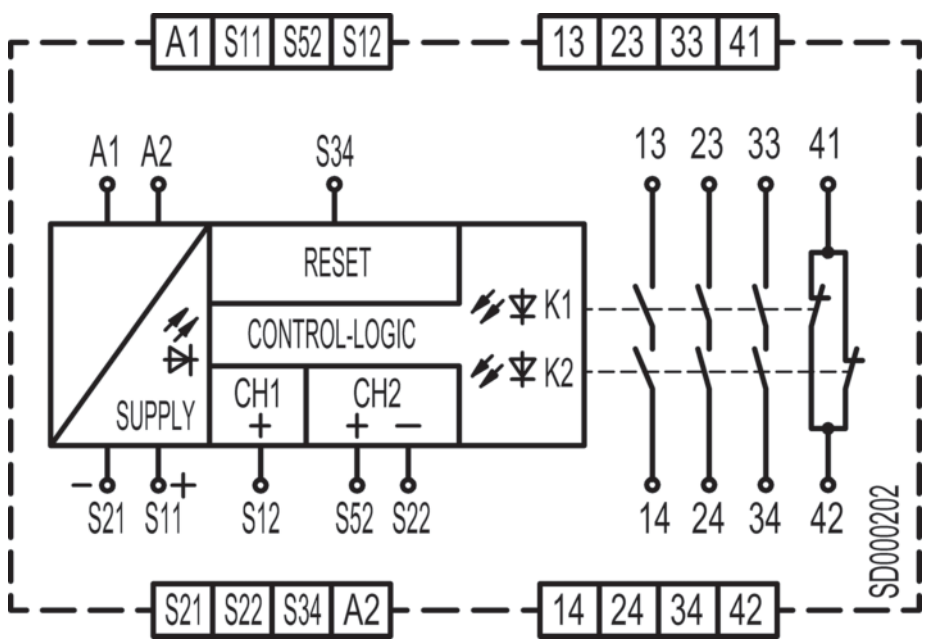 A1 S11 S52 S12 13 23 33 41
A1 A2 S34 13 23 33 41
RESET
K1
CONTROL-LOGIC
K2
CH1 CH2
SUPPLY + + −
− +
S21 S11 S12 S52 S22 14 24 34 42
SD000202
S21 S22 S34 A2 14 24 34 42